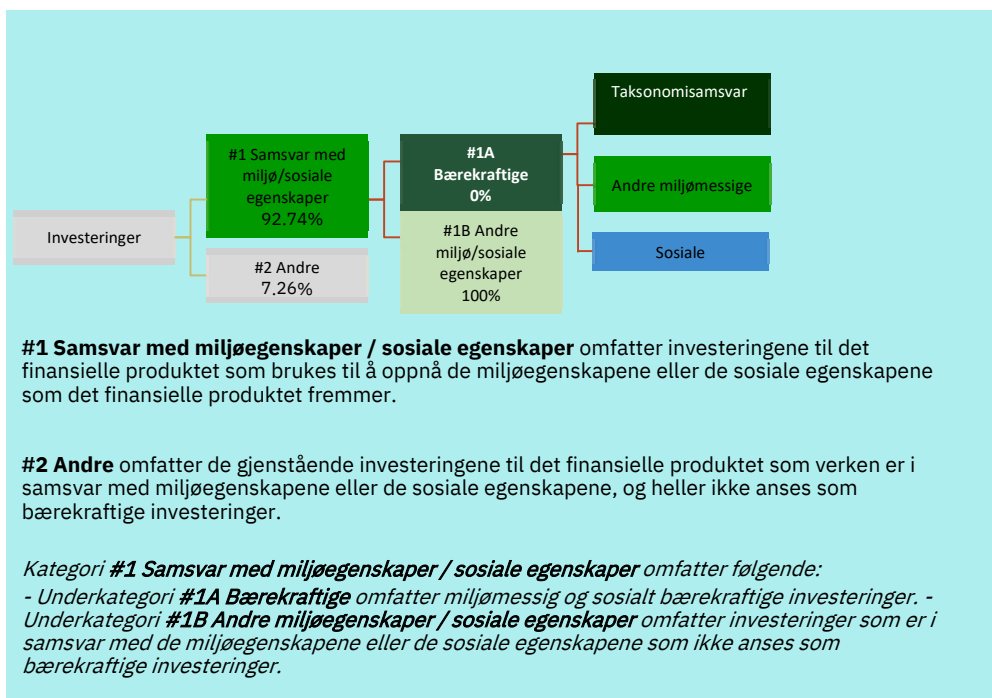 Taksonomisamsvar
#1 Samsvar med
miljø/sosiale
egenskaper
92.74%
#1A
Bærekraftige
0%
Andre miljømessige
Investeringer
#1B Andre
miljø/sosiale
egenskaper
100%
Sosiale
#2 Andre
7.26%
#1 Samsvar med miljøegenskaper / sosiale egenskaper omfatter investeringene til det
finansielle produktet som brukes til å oppnå de miljøegenskapene eller de sosiale egenskapene
som det finansielle produktet fremmer.
#2 Andre omfatter de gjenstående investeringene til det finansielle produktet som verken er i
samsvar med miljøegenskapene eller de sosiale egenskapene, og heller ikke anses som
bærekraftige investeringer.
Kategori #1 Samsvar med miljøegenskaper / sosiale egenskaper omfatter følgende:
- Underkategori #1A Bærekraftige omfatter miljømessig og sosialt bærekraftige investeringer. -
Underkategori #1B Andre miljøegenskaper / sosiale egenskaper omfatter investeringer som er i
samsvar med de miljøegenskapene eller de sosiale egenskapene som ikke anses som
bærekraftige investeringer.